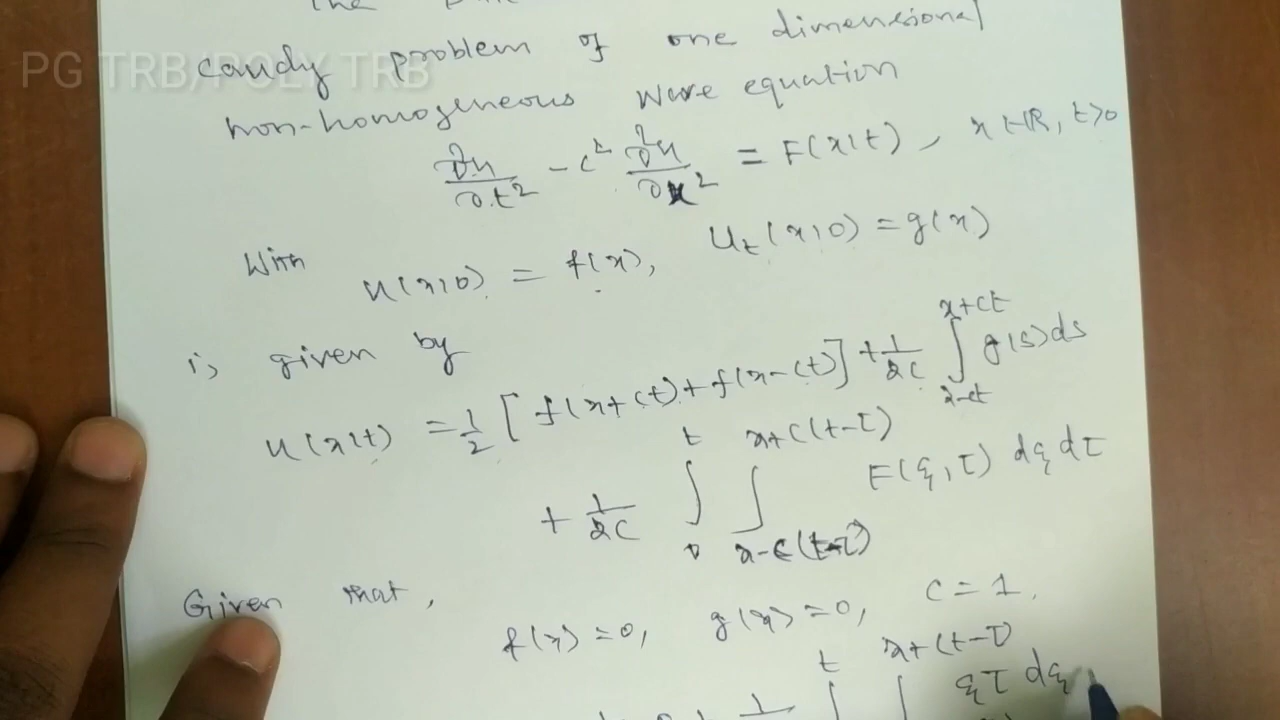 The
caudy problem of one dimensional
PG TRB/POLY TRB
non-homogeneous wave equation
∂²u/∂t² - c² ∂²u/∂x² = F(x,t), x∈ℝ, t>0
With u(x,0) = f(x), u_t(x,0) = g(x)
is given by
u(x,t) = 1/2 [f(x+ct)+f(x-ct)] + 1/2c ∫_{x-ct}^{x+ct} g(s)ds
+ 1/2c ∫_0^t ∫_{x-c(t-τ)}^{x+c(t-τ)} F(ξ,τ) dξ dτ
Given that,
f(x)=0, g(x)=0, c=1.
∫^t ∫^{x+(t-τ)} ξτ dξ